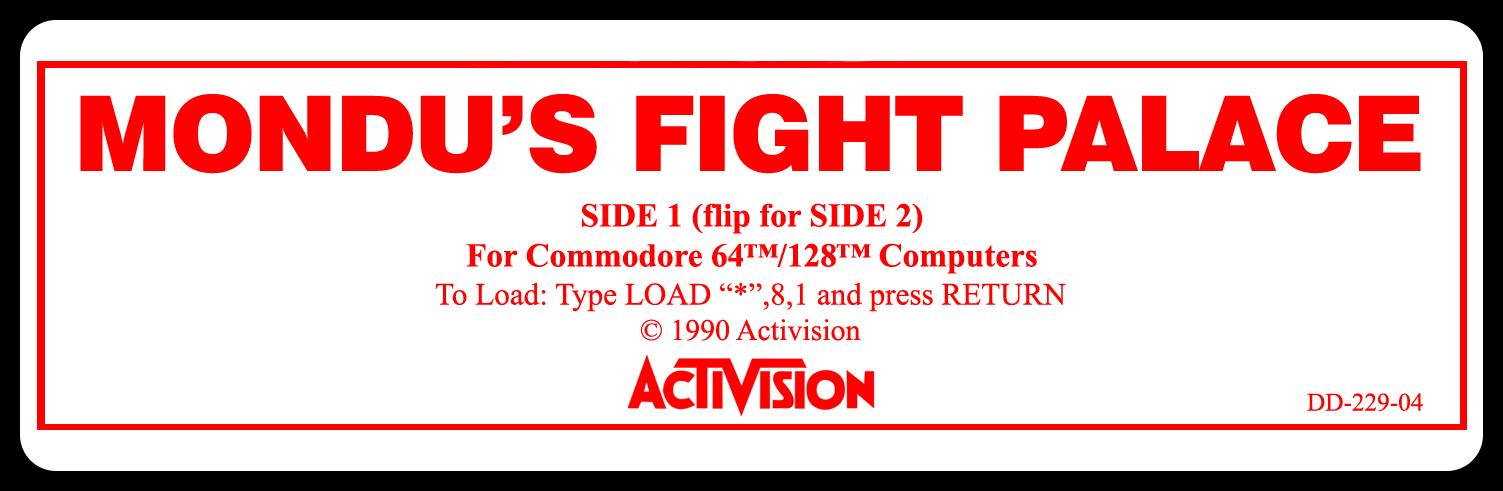 MONDU’S FIGHT PALACE
SIDE 1 (flip for SIDE 2)
For Commodore 64™/128™ Computers
To Load: Type LOAD “*”,8,1 and press RETURN
© 1990 Activision
ACTIVISION
DD-229-04